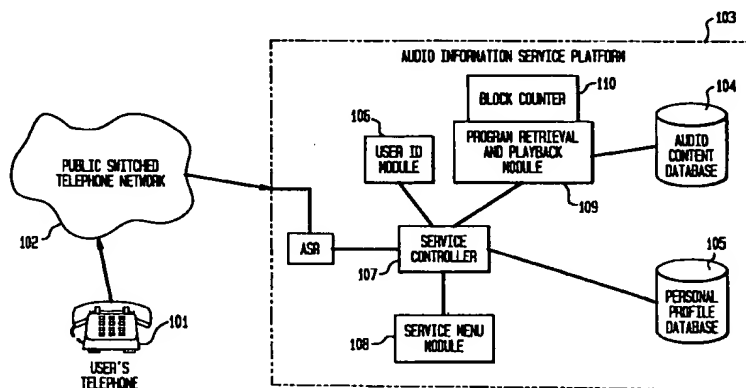 103
AUDIO INFORMATION SERVICE PLATFORM
110
BLOCK COUNTER
104
106
USER ID
MODULE
PROGRAM RETRIEVAL
AND PLAYBACK
MODULE
AUDIO
CONTENT
DATABASE
PUBLIC SWITCHED
TELEPHONE NETWORK
109
102
ASR
SERVICE
CONTROLLER
107
105
PERSONAL
PROFILE
DATABASE
101
SERVICE MENU
MODULE
108
USER'S
TELEPHONE